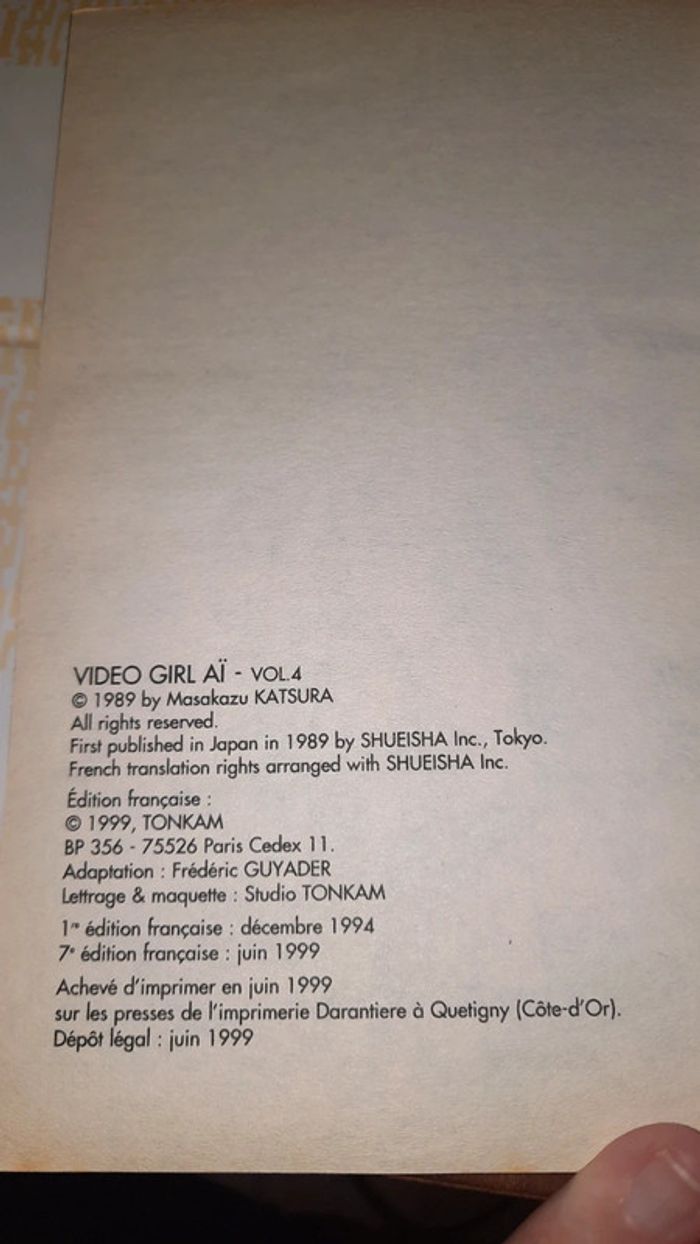 VIDEO GIRL AÏ - VOL.4
© 1989 by Masakazu KATSURA
All rights reserved.
First published in Japan in 1989 by SHUEISHA Inc., Tokyo.
French translation rights arranged with SHUEISHA Inc.
Édition française :
© 1999, TONKAM
BP 356 - 75526 Paris Cedex 11.
Adaptation : Frédéric GUYADER
Lettrage & maquette : Studio TONKAM
1re édition française : décembre 1994
7e édition française : juin 1999
Achevé d'imprimer en juin 1999
sur les presses de l'imprimerie Darantiere à Quetigny (Côte-d'Or).
Dépôt légal : juin 1999